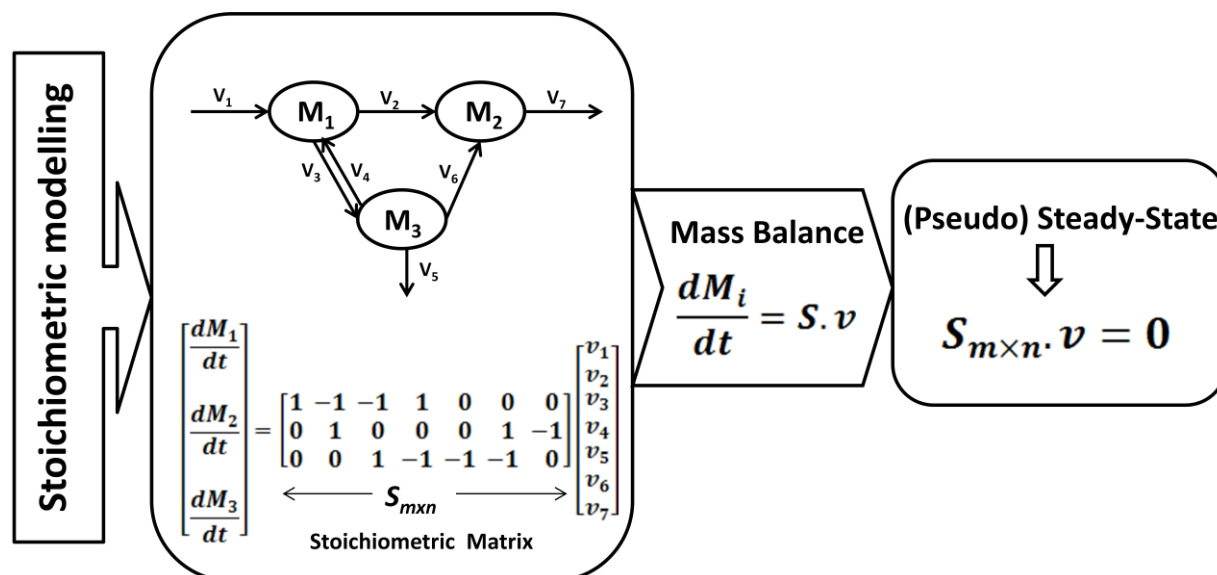 Stoichiometric modelling
V₁
M₁
V₂
M₂
V₇
V₃
V₄
V₆
M₃
V₅
[dM₁/dt dM₂/dt dM₃/dt] =
[1 −1 −1 1 0 0 0
0 1 0 0 0 1 −1
0 0 1 −1 −1 −1 0]
[v₁
v₂
v₃
v₄
v₅
v₆
v₇]
Sₘₓₙ
Stoichiometric Matrix
Mass Balance
dMᵢ/dt = S.v
(Pseudo) Steady-State
Sₘ×ₙ.v = 0